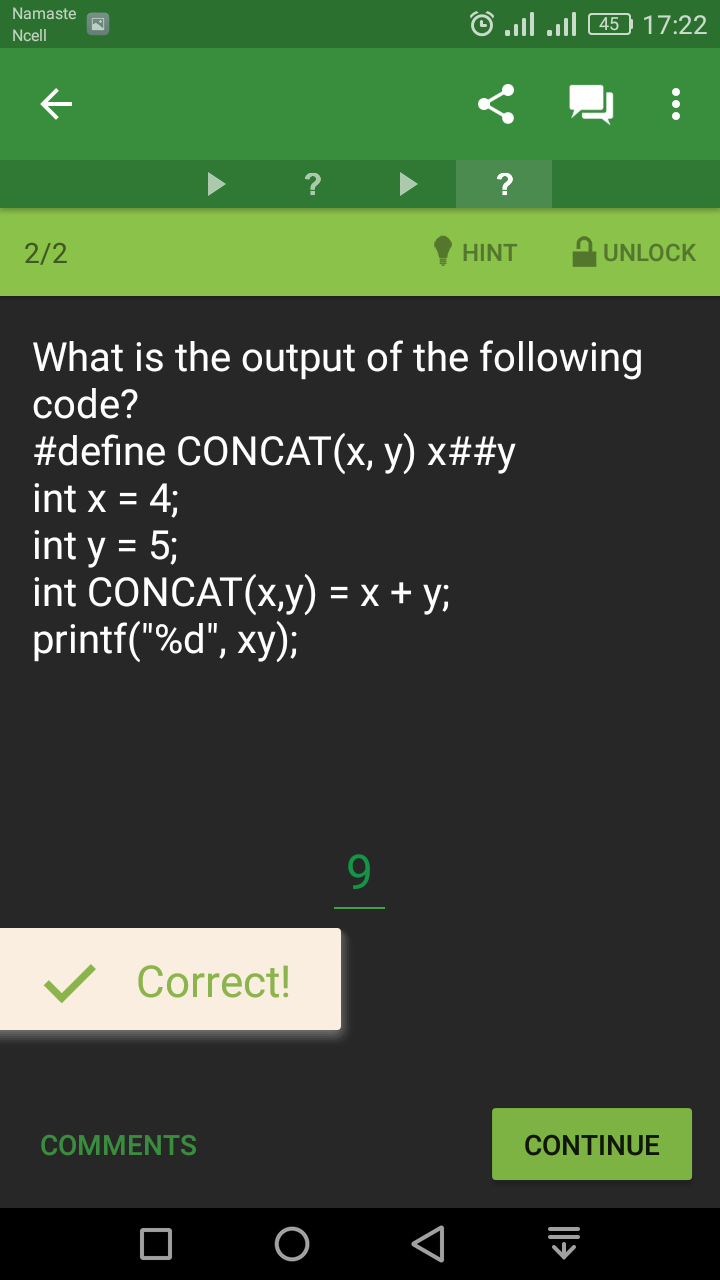 Namaste
Ncell
45 17:22
?
?
2/2 HINT UNLOCK
What is the output of the following
code?
#define CONCAT(x, y) x##y
int x = 4;
int y = 5;
int CONCAT(x,y) = x + y;
printf("%d", xy);
9
Correct!
COMMENTS CONTINUE